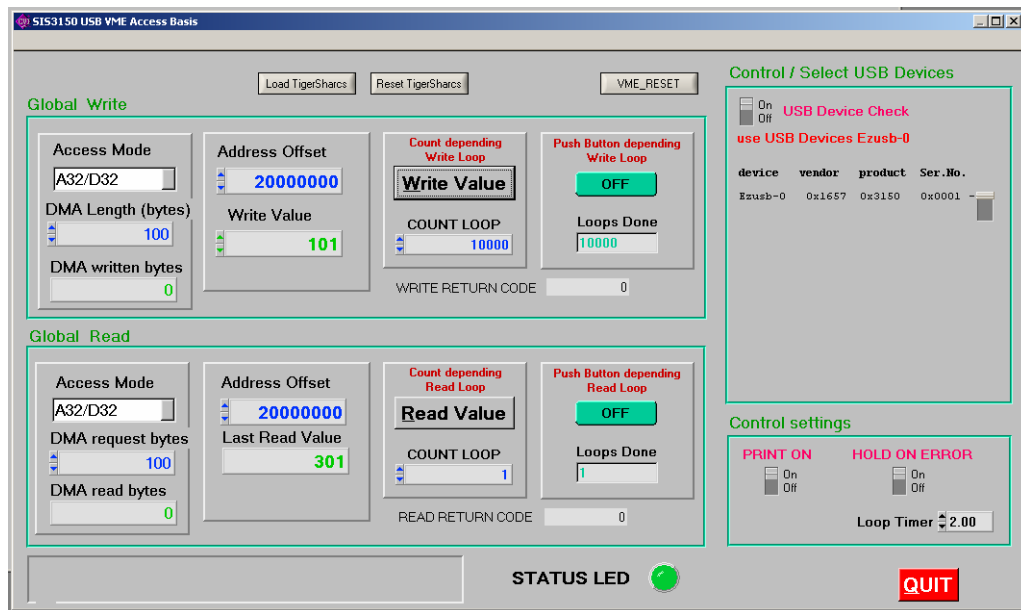 SIS3150 USB VME Access Basis
Load TigerSharcs
Reset TigerSharcs
VME_RESET
Global Write
Access Mode
A32/D32
DMA Length (bytes)
100
DMA written bytes
0
Address Offset
20000000
Write Value
101
Count depending
Write Loop
Write Value
COUNT LOOP
10000
Push Button depending
Write Loop
OFF
Loops Done
10000
WRITE RETURN CODE 0
Global Read
Access Mode
A32/D32
DMA request bytes
100
DMA read bytes
0
Address Offset
20000000
Last Read Value
301
Count depending
Read Loop
Read Value
COUNT LOOP
1
Push Button depending
Read Loop
OFF
Loops Done
1
READ RETURN CODE 0
STATUS LED
Control / Select USB Devices
On
Off
USB Device Check
use USB Devices Ezusb-0
device vendor product Ser.No.
Ezusb-0 0x1657 0x3150 0x0001 -
Control settings
PRINT ON
On
Off
HOLD ON ERROR
On
Off
Loop Timer 2.00
QUIT